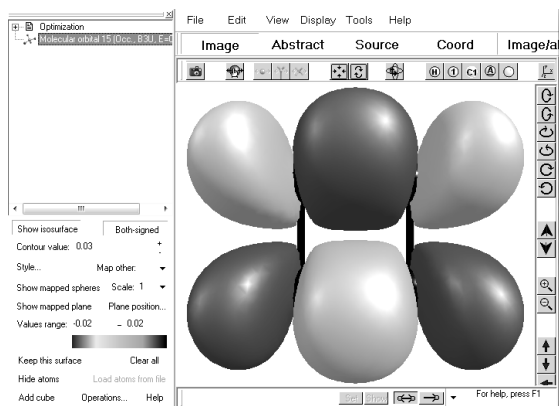 Optimization
Molecular orbital 15 (Occ., B3U, E=
Show isosurface
Both-signed
Contour value: 0.03
+
-
Style...
Map other:
Show mapped spheres
Scale: 1
Show mapped plane
Plane position...
Values range: -0.02
– 0.02
Keep this surface
Clear all
Hide atoms
Load atoms from file
Add cube
Operations...
Help
File Edit View Display Tools Help
Image Abstract Source Coord Image/al
H 1 C1 A
Set Show
For help, press F1